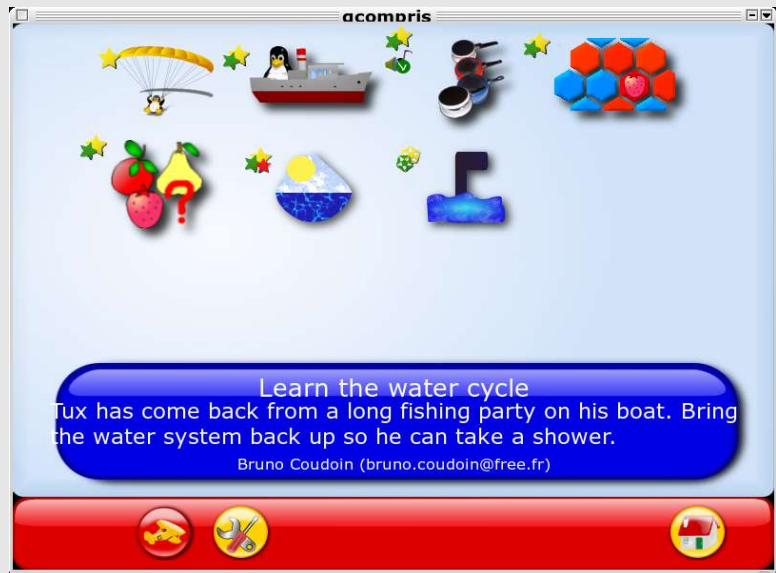 gcompris
?
Learn the water cycle
Tux has come back from a long fishing party on his boat. Bring
the water system back up so he can take a shower.
Bruno Coudoin (bruno.coudoin@free.fr)